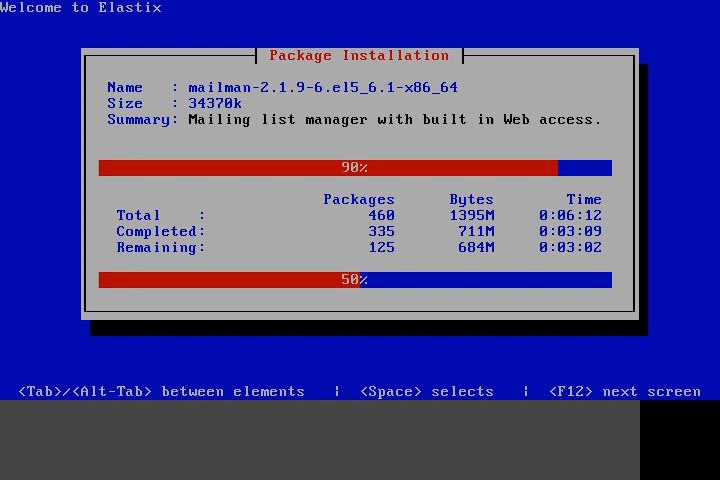 Welcome to Elastix
Package Installation
Name : mailman-2.1.9-6.el5_6.1-x86_64
Size : 34370k
Summary: Mailing list manager with built in Web access.
90%
Packages Bytes Time
Total : 460 1395M 0:06:12
Completed: 335 711M 0:03:09
Remaining: 125 684M 0:03:02
50%
<Tab>/<Alt-Tab> between elements | <Space> selects | <F12> next screen